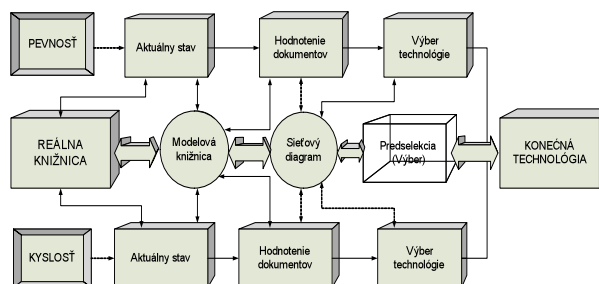 PEVNOSŤ
Aktuálny stav
Hodnotenie
dokumentov
Výber
technológie
REÁLNA
KNIŽNICA
Modelová
knižnica
Sieťový
diagram
Predselekcia
(Výber)
KONEČNÁ
TECHNOLÓGIA
KYSLOSŤ
Aktuálny stav
Hodnotenie
dokumentov
Výber
technológie